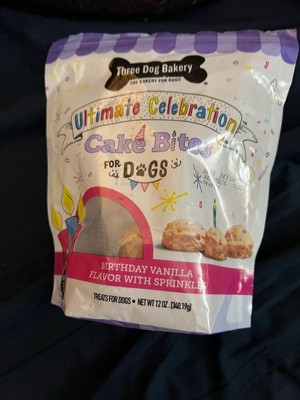 Three Dog Bakery
THE BAKERY FOR DOGS
Ultimate Celebration
Cake Bites
FOR
DOGS
BIRTHDAY VANILLA
FLAVOR WITH SPRINKLES
TREATS FOR DOGS • NET WT 12 OZ. (340.19g)